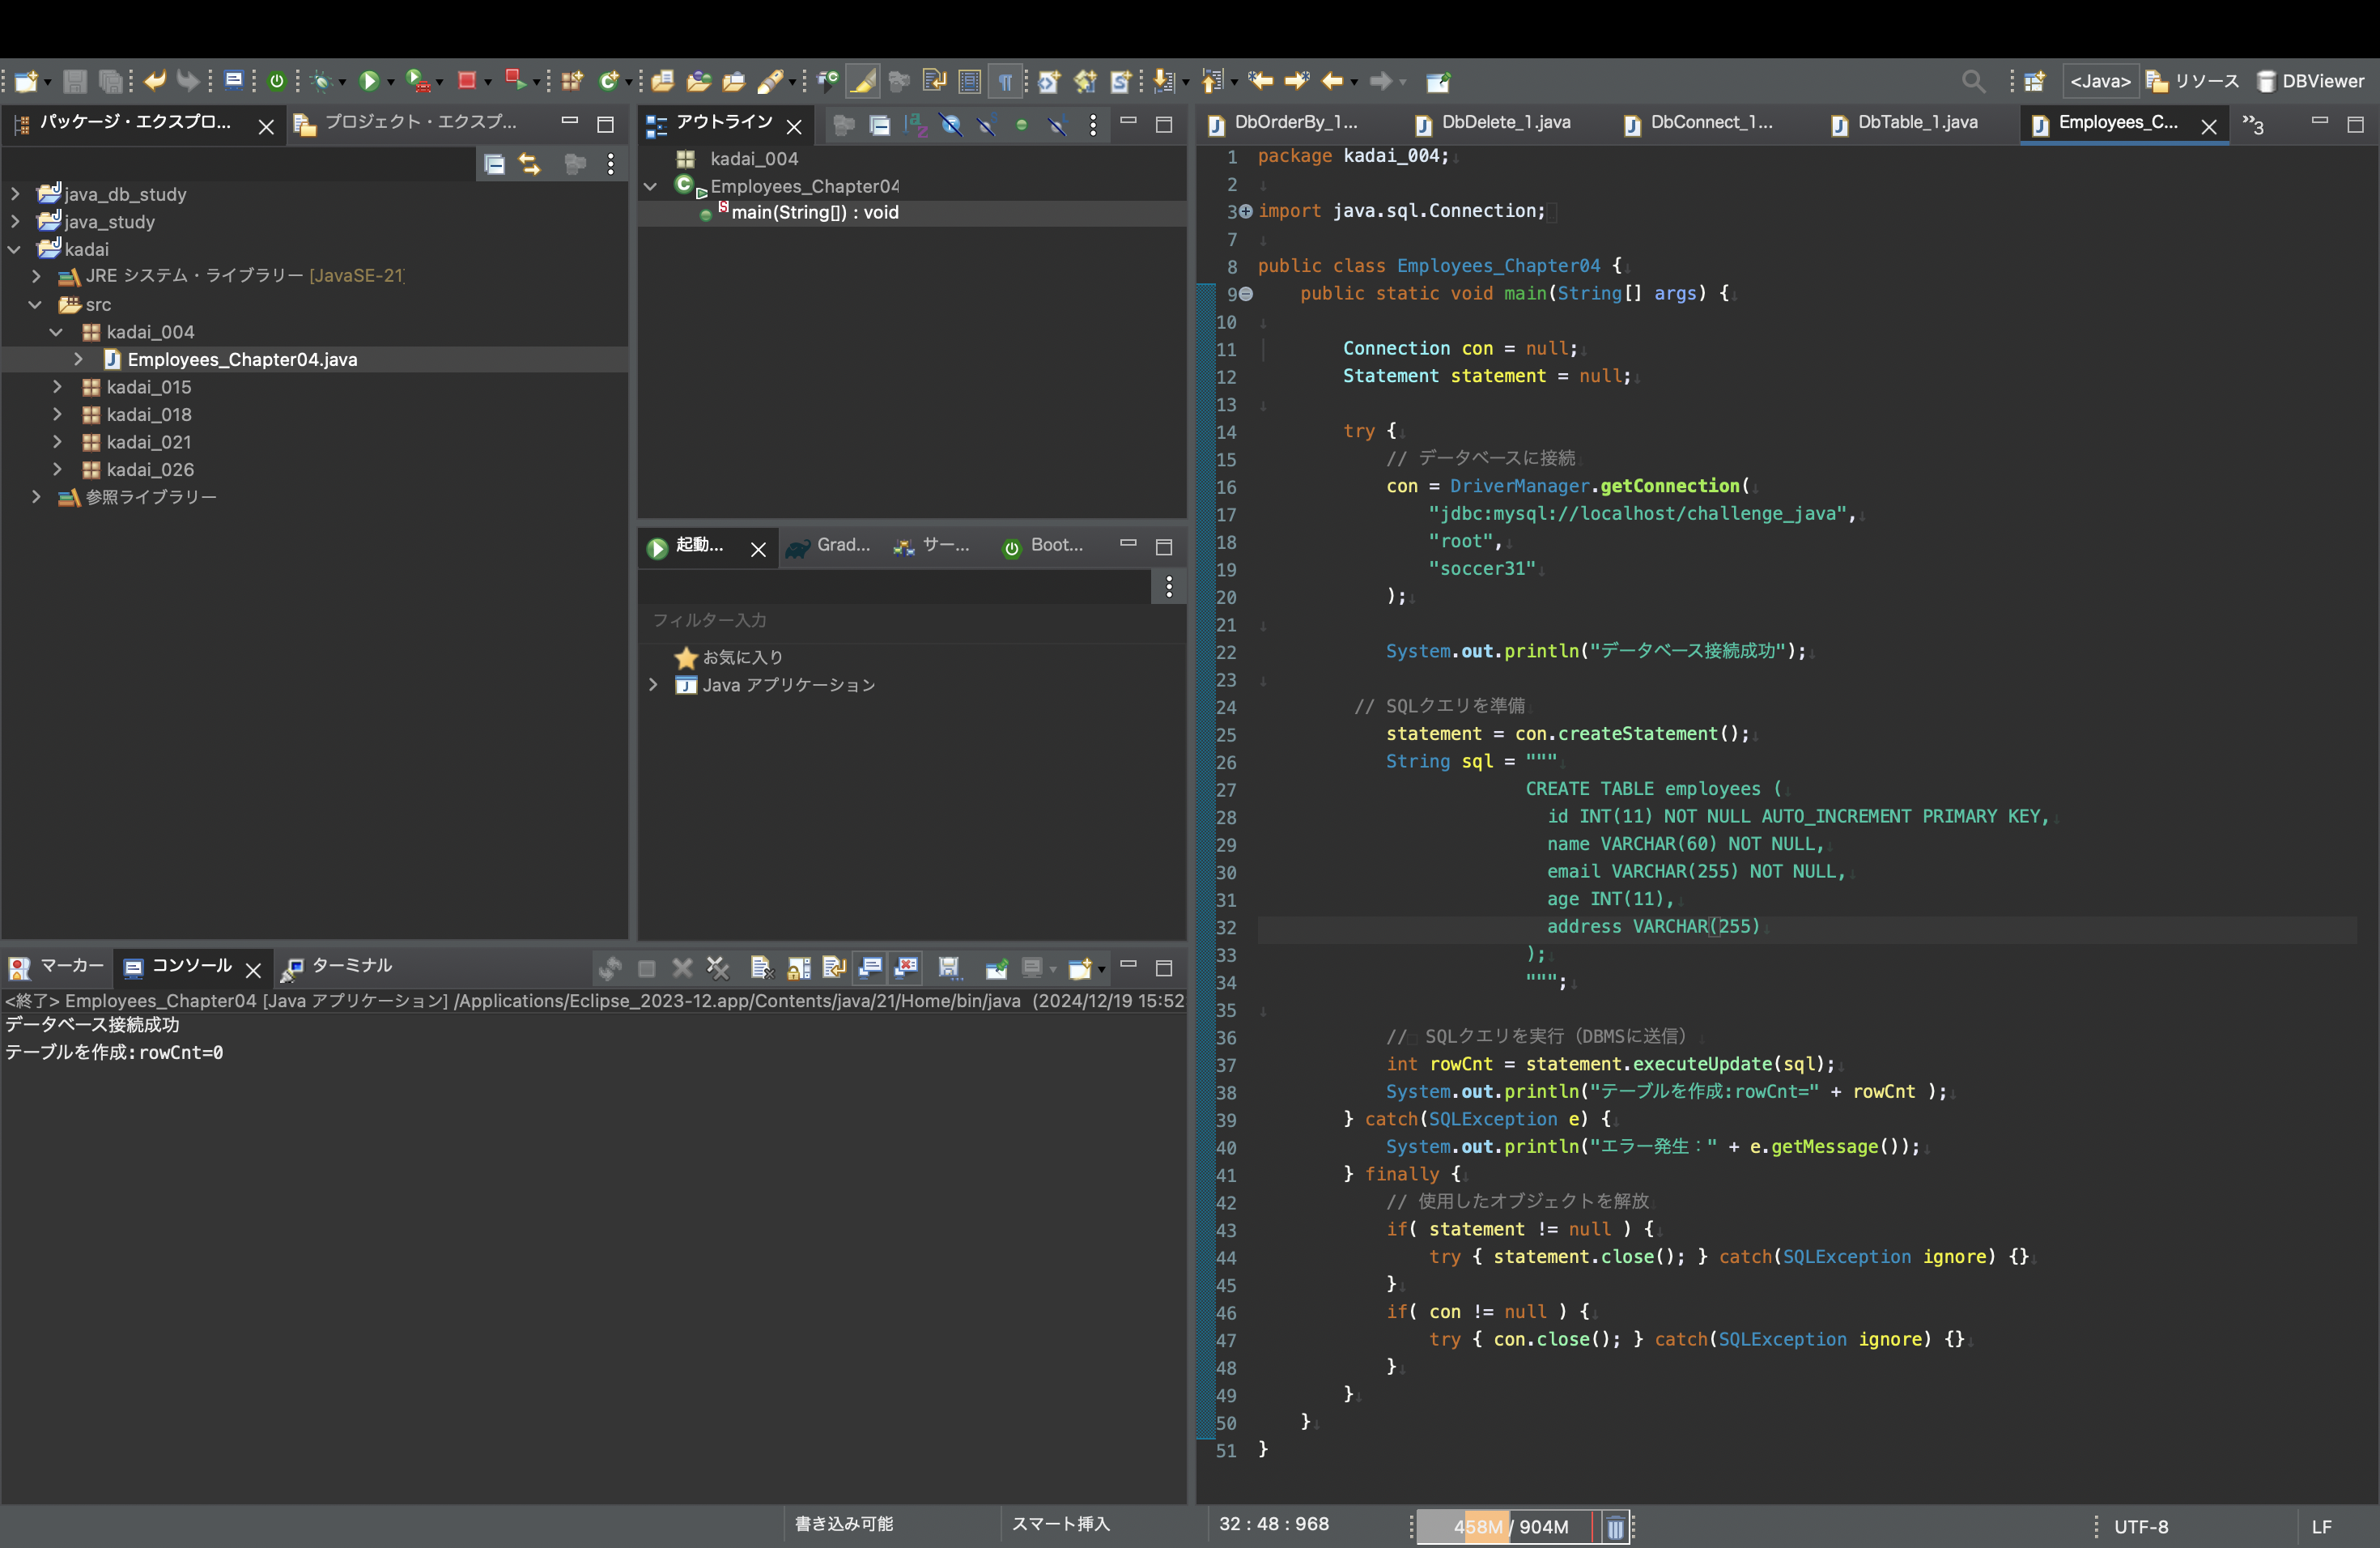 <Java>
リソース
DBViewer
パッケージ・エクスプロ...
プロジェクト・エクスプ...
java_db_study
java_study
kadai
JRE システム・ライブラリー [JavaSE-21]
src
kadai_004
Employees_Chapter04.java
kadai_015
kadai_018
kadai_021
kadai_026
参照ライブラリー
アウトライン
kadai_004
Employees_Chapter04
main(String[]) : void
起動...
Grad...
サー...
Boot...
フィルター入力
お気に入り
Java アプリケーション
マーカー
コンソール
ターミナル
<終了> Employees_Chapter04 [Java アプリケーション] /Applications/Eclipse_2023-12.app/Contents/java/21/Home/bin/java (2024/12/19 15:52
データベース接続成功
テーブルを作成:rowCnt=0
DbOrderBy_1...
DbDelete_1.java
DbConnect_1...
DbTable_1.java
Employees_C...
»3
1 package kadai_004;
2
3 import java.sql.Connection;
7
8 public class Employees_Chapter04 {
9 public static void main(String[] args) {
10
11 Connection con = null;
12 Statement statement = null;
13
14 try {
15 // データベースに接続
16 con = DriverManager.getConnection(
17 "jdbc:mysql://localhost/challenge_java",
18 "root",
19 "soccer31"
20 );
21
22 System.out.println("データベース接続成功");
23
24 // SQLクエリを準備
25 statement = con.createStatement();
26 String sql = """
27 CREATE TABLE employees (
28 id INT(11) NOT NULL AUTO_INCREMENT PRIMARY KEY,
29 name VARCHAR(60) NOT NULL,
30 email VARCHAR(255) NOT NULL,
31 age INT(11),
32 address VARCHAR(255)
33 );
34 """;
35
36 //　SQLクエリを実行（DBMSに送信）
37 int rowCnt = statement.executeUpdate(sql);
38 System.out.println("テーブルを作成:rowCnt=" + rowCnt );
39 } catch(SQLException e) {
40 System.out.println("エラー発生：" + e.getMessage());
41 } finally {
42 // 使用したオブジェクトを解放
43 if( statement != null ) {
44 try { statement.close(); } catch(SQLException ignore) {}
45 }
46 if( con != null ) {
47 try { con.close(); } catch(SQLException ignore) {}
48 }
49 }
50 }
51 }
書き込み可能
スマート挿入
32 : 48 : 968
458M / 904M
UTF-8
LF